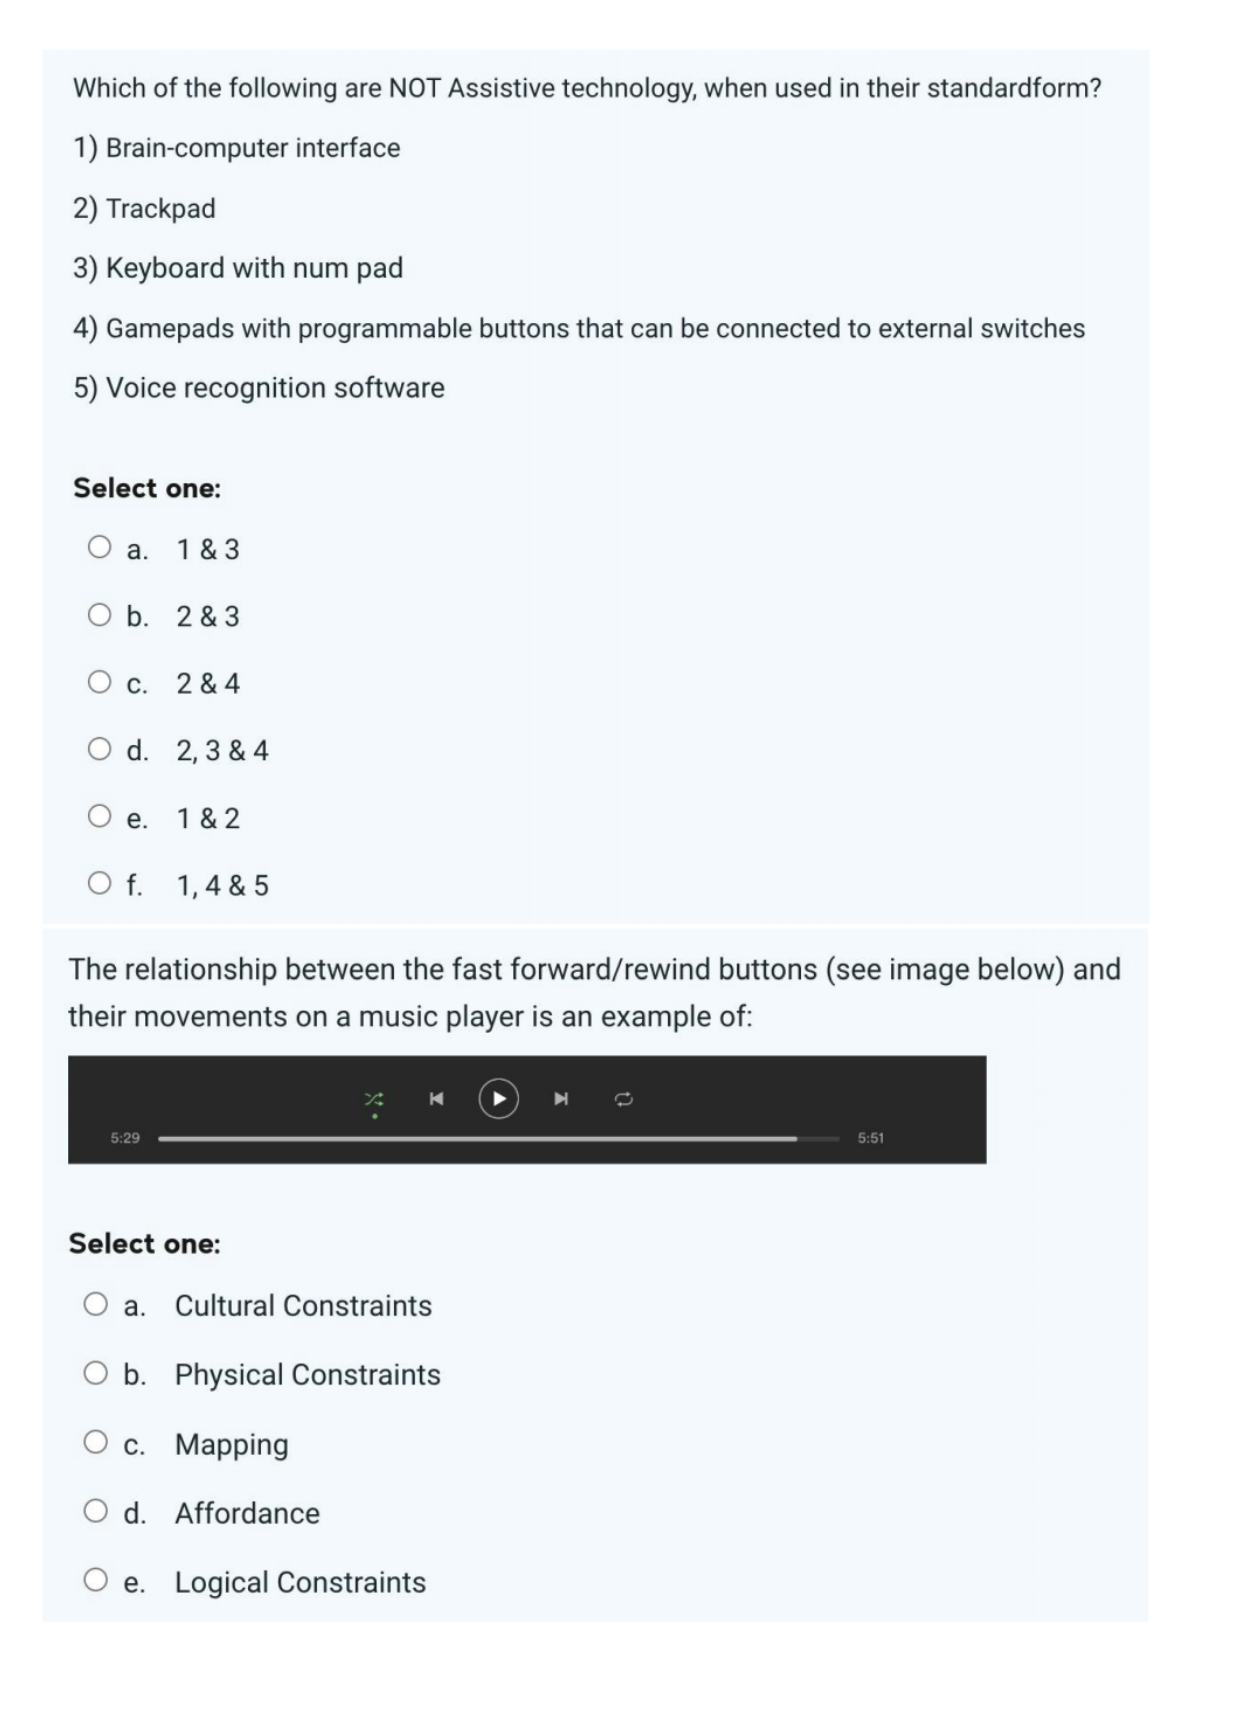 Which of the following are NOT Assistive technology, when used in their standardform?
1) Brain-computer interface
2) Trackpad
3) Keyboard with num pad
4) Gamepads with programmable buttons that can be connected to external switches
5) Voice recognition software
Select one:
a. 1 & 3
b. 2 & 3
c. 2 & 4
d. 2, 3 & 4
e. 1 & 2
f. 1, 4 & 5
The relationship between the fast forward/rewind buttons (see image below) and
their movements on a music player is an example of:
5:29 5:51
Select one:
a. Cultural Constraints
b. Physical Constraints
c. Mapping
d. Affordance
e. Logical Constraints